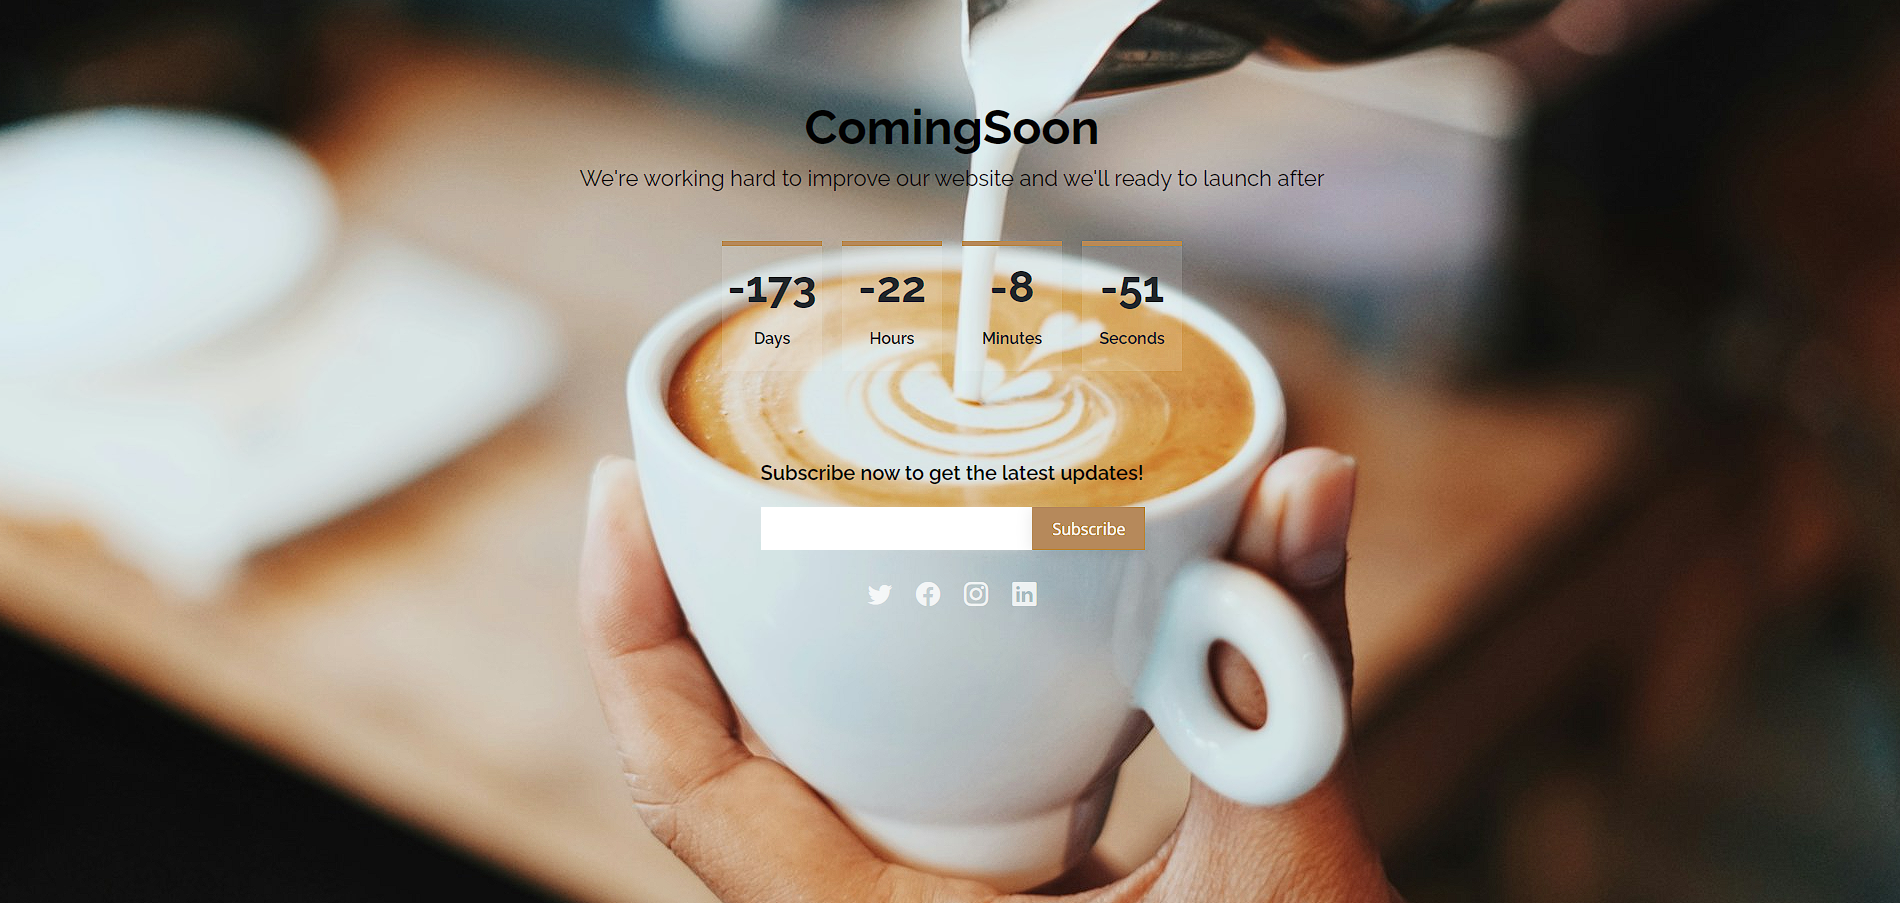 ComingSoon
We're working hard to improve our website and we'll ready to launch after
-173 -22 -8 -51
Days Hours Minutes Seconds
Subscribe now to get the latest updates!
Subscribe